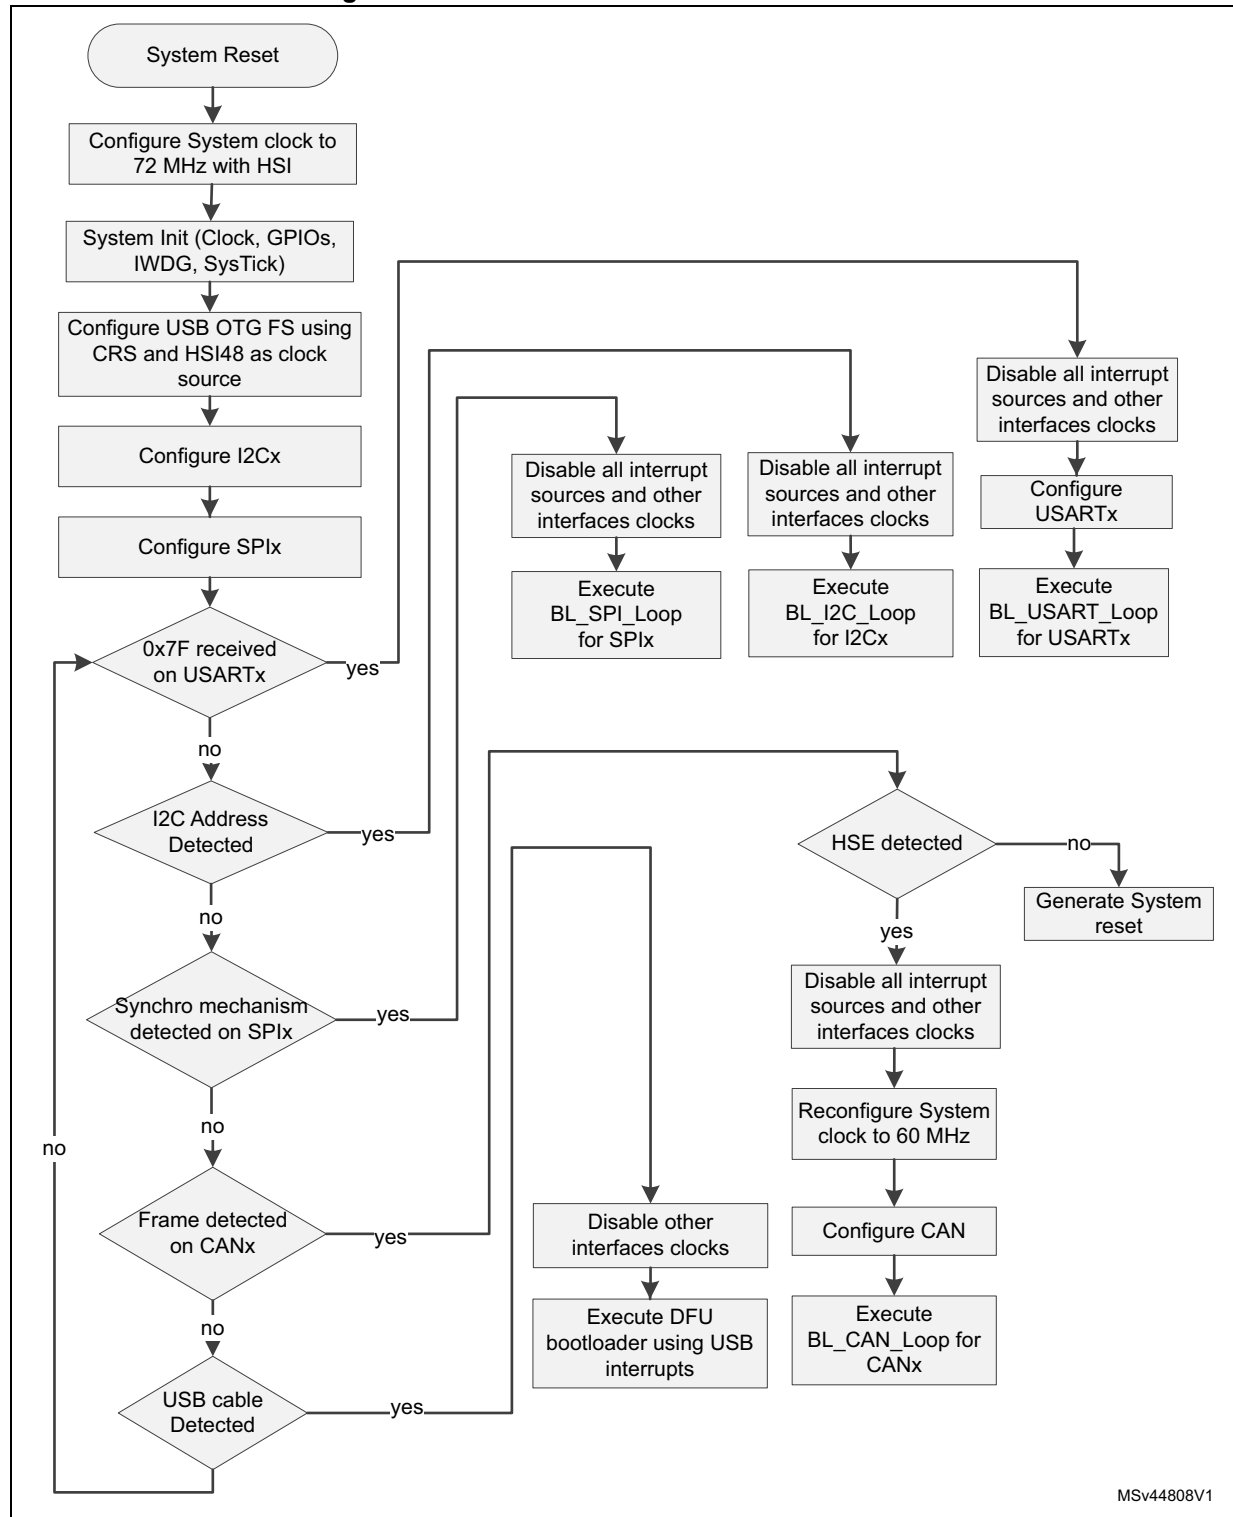 System Reset
Configure System clock to
72 MHz with HSI
System Init (Clock, GPIOs,
IWDG, SysTick)
Configure USB OTG FS using
CRS and HSI48 as clock
source
Configure I2Cx
Configure SPIx
0x7F received
on USARTx
yes
no
I2C Address
Detected
yes
no
Synchro mechanism
detected on SPIx
yes
no
Frame detected
on CANx
yes
no
USB cable
Detected
yes
no
Disable all interrupt
sources and other
interfaces clocks
Execute
BL_SPI_Loop
for SPIx
Disable all interrupt
sources and other
interfaces clocks
Execute
BL_I2C_Loop
for I2Cx
Disable all interrupt
sources and other
interfaces clocks
Configure
USARTx
Execute
BL_USART_Loop
for USARTx
HSE detected
no
Generate System
reset
yes
Disable all interrupt
sources and other
interfaces clocks
Reconfigure System
clock to 60 MHz
Configure CAN
Execute
BL_CAN_Loop for
CANx
Disable other
interfaces clocks
Execute DFU
bootloader using USB
interrupts
MSv44808V1